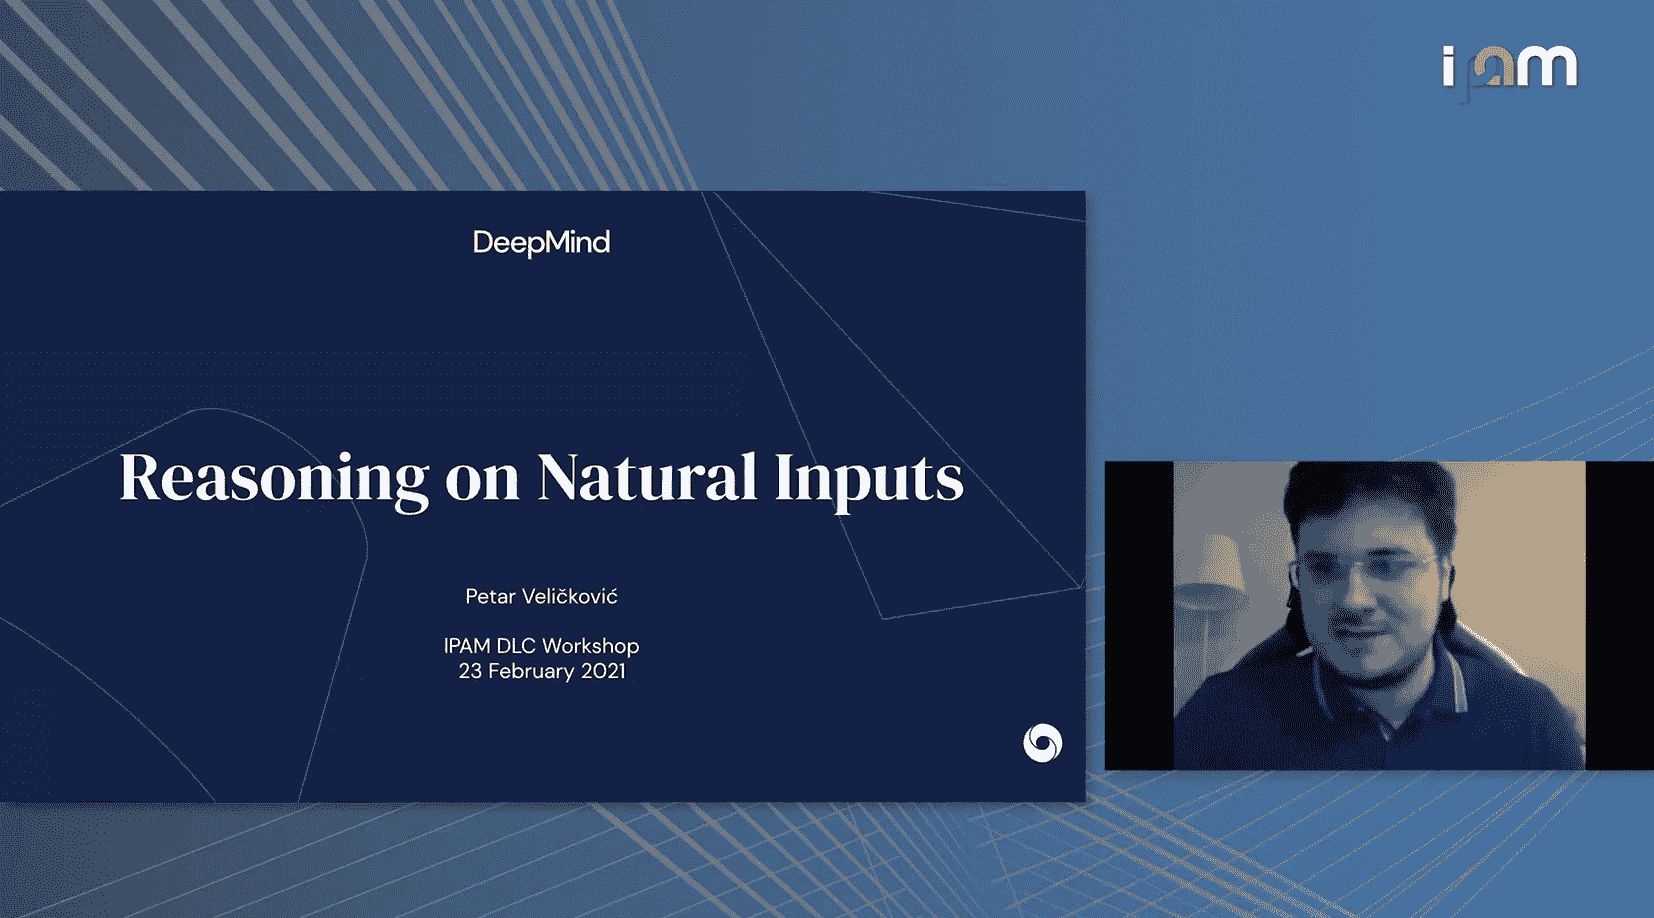 ipam
DeepMind
Reasoning on Natural Inputs
Petar Veličković
IPAM DLC Workshop
23 February 2021